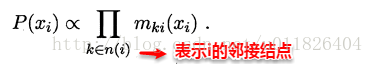 P(x_i) ∝ ∏_{k∈n(i)} m_{ki}(x_i) .
表示i的邻接结点